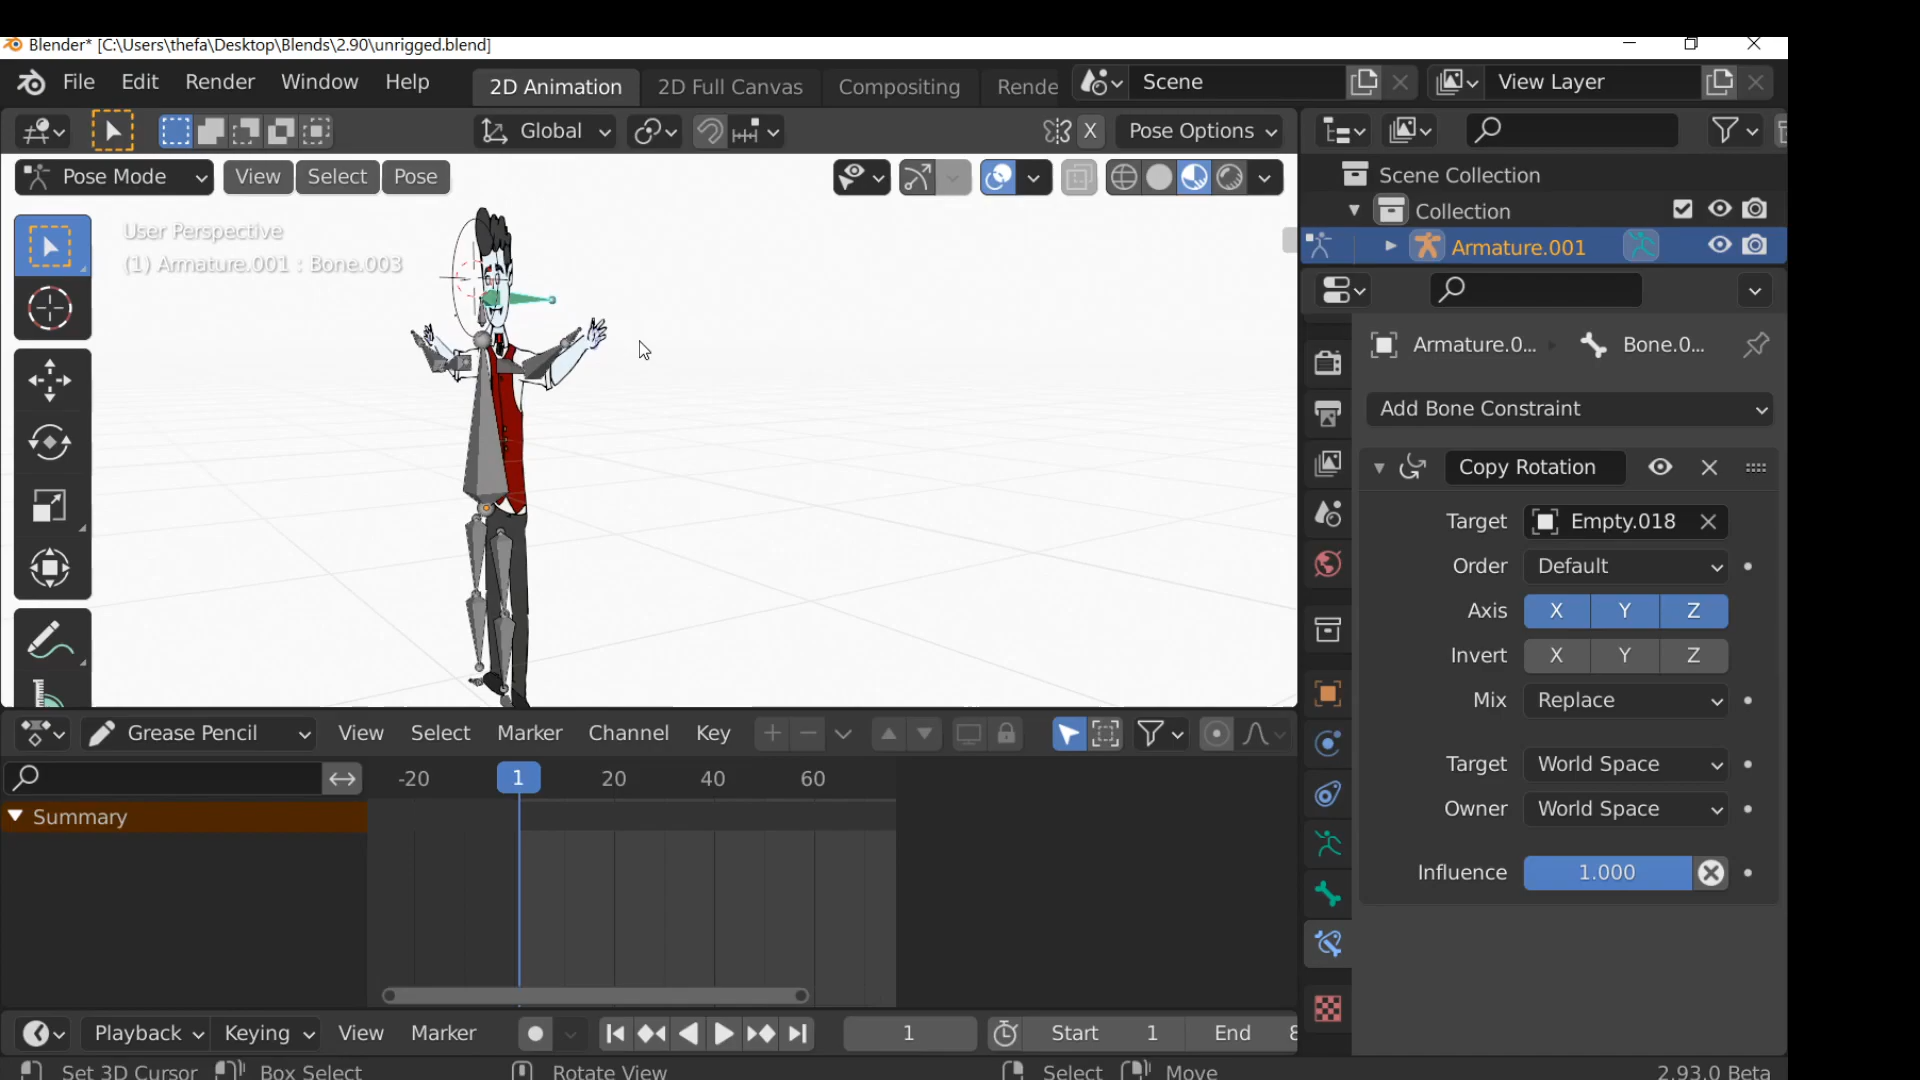 Blender* [C:\Users\thefa\Desktop\Blends\2.90\unrigged.blend]
File Edit Render Window Help 2D Animation 2D Full Canvas Compositing Rende Scene View Layer
Global X Pose Options
Pose Mode View Select Pose
Scene Collection
Collection
Armature.001
User Perspective
(1) Armature.001 : Bone.003
Armature.0... Bone.0...
Add Bone Constraint
Copy Rotation
Target Empty.018
Order Default
Axis X Y Z
Invert X Y Z
Mix Replace
Target World Space
Owner World Space
Influence 1.000
Grease Pencil View Select Marker Channel Key
-20 1 20 40 60
Summary
Playback Keying View Marker 1 Start 1 End 8
Set 3D Cursor Box Select Rotate View Select Move 2.93.0 Beta